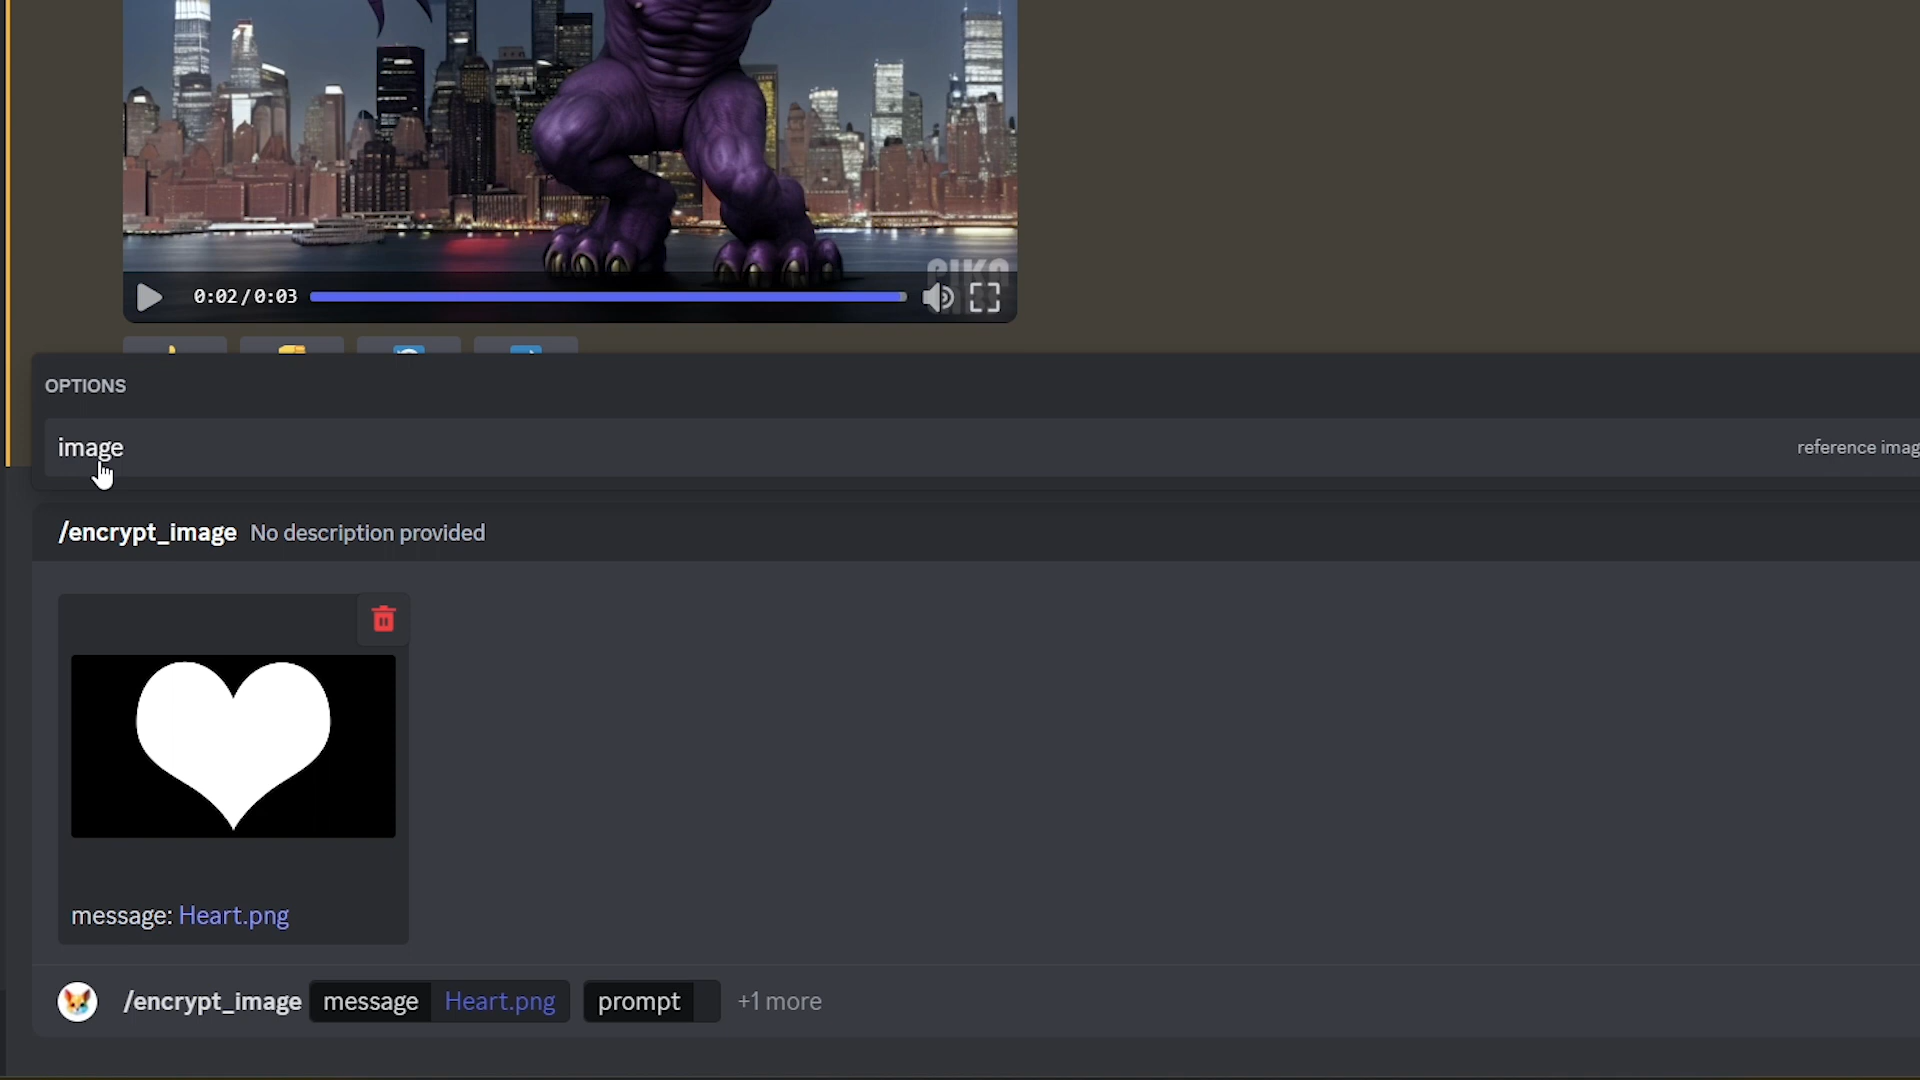 PIKA
0:02/0:03
OPTIONS
image
reference imag
/encrypt_image No description provided
message: Heart.png
/encrypt_image message Heart.png prompt +1 more